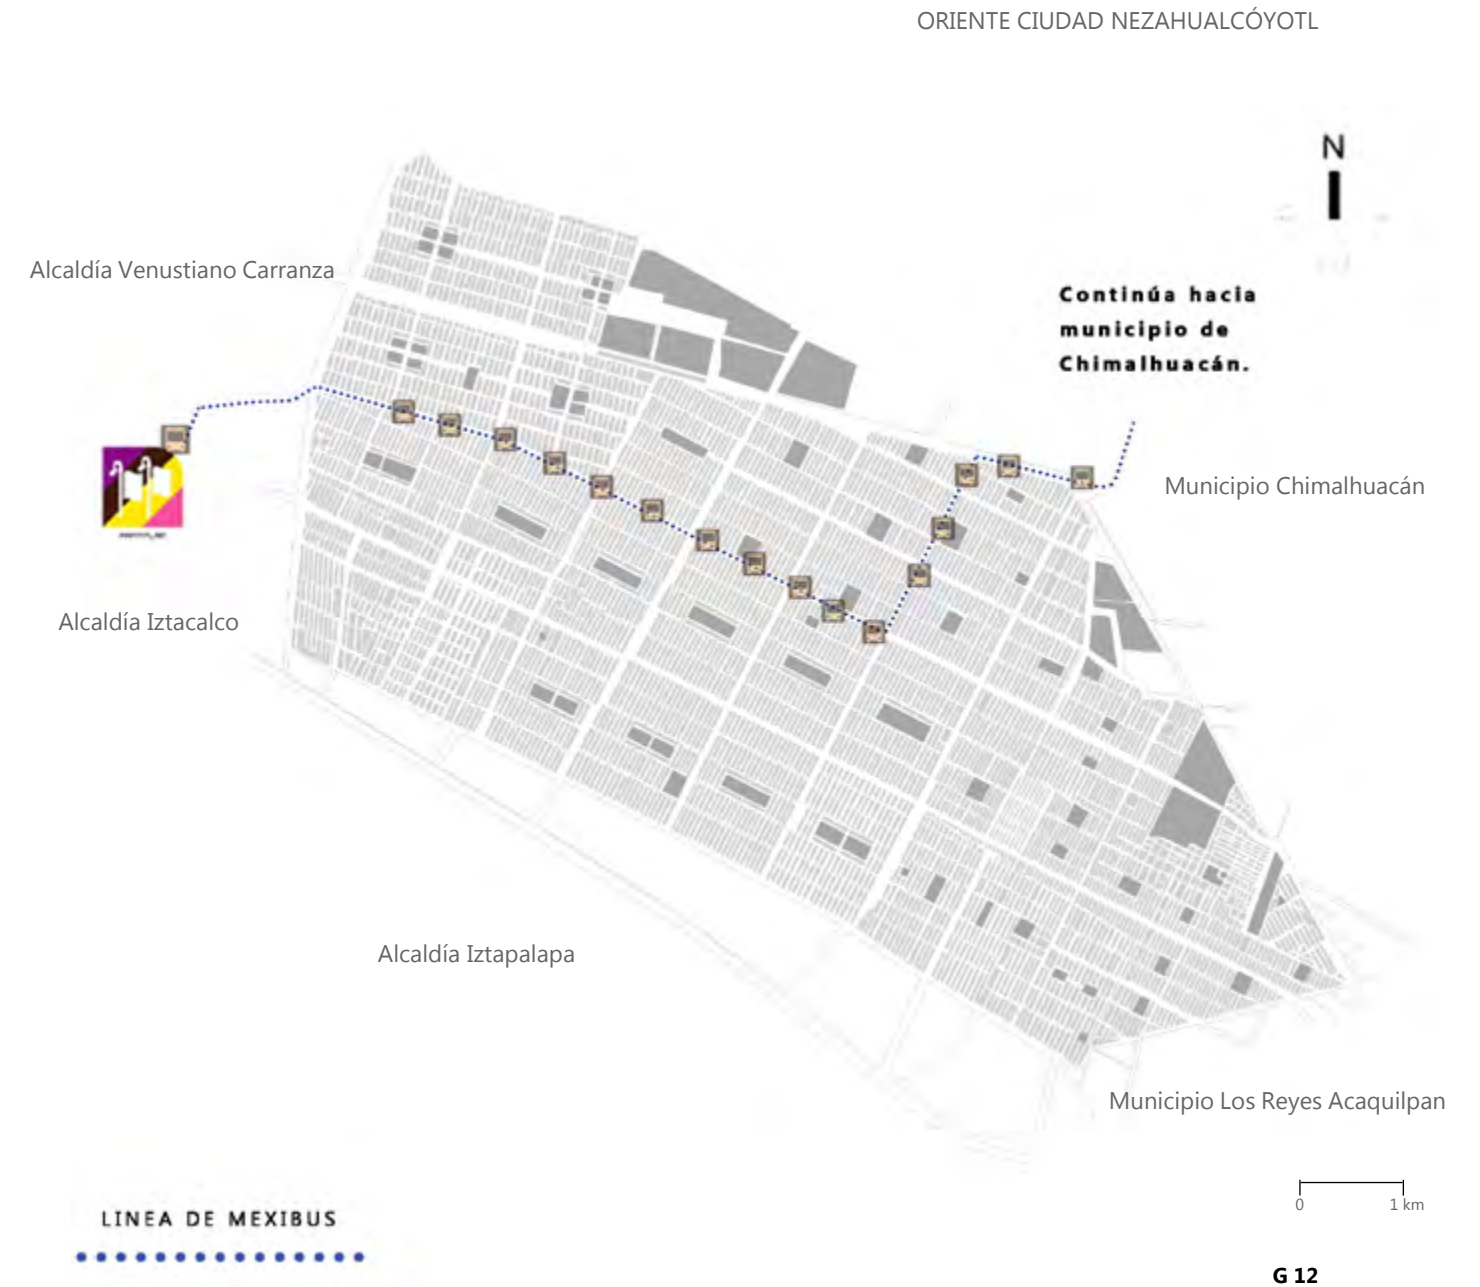 ORIENTE CIUDAD NEZAHUALCÓYOTL
N
Alcaldía Venustiano Carranza
Continúa hacia
municipio de
Chimalhuacán.
Municipio Chimalhuacán
Alcaldía Iztacalco
Alcaldía Iztapalapa
Municipio Los Reyes Acaquilpan
0 1 km
LINEA DE MEXIBUS
G 12